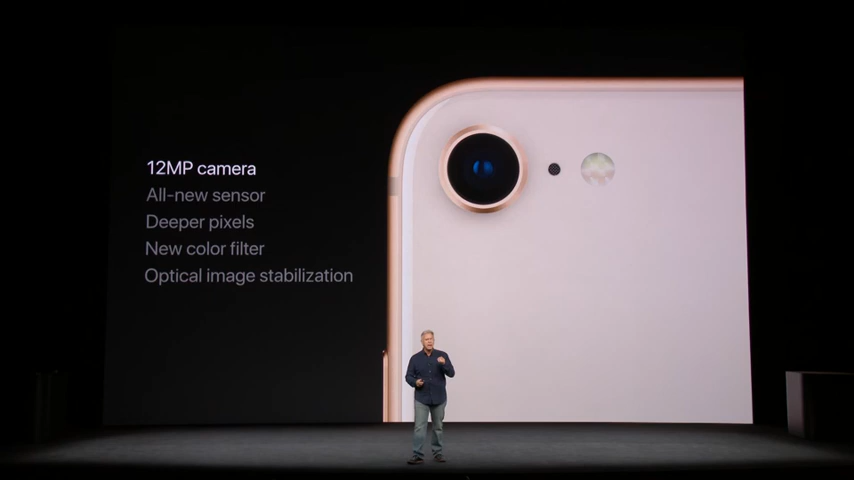 12MP camera
All-new sensor
Deeper pixels
New color filter
Optical image stabilization